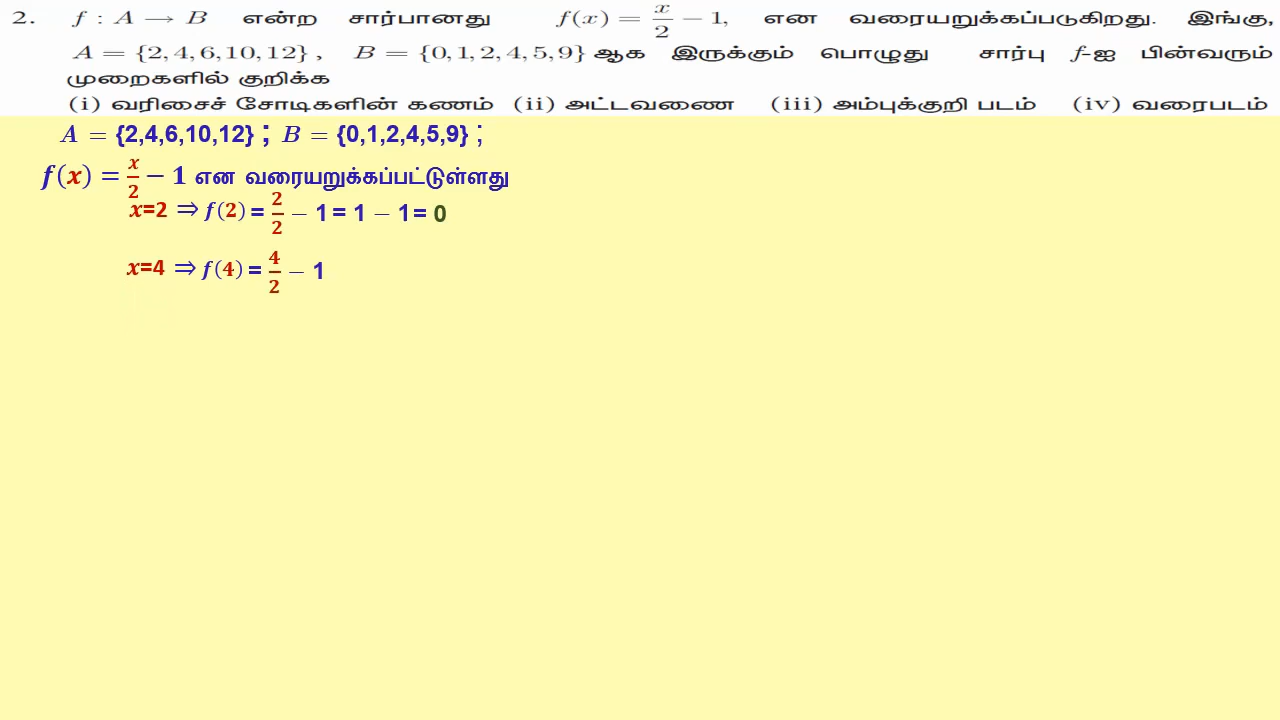 2. f : A → B என்ற சார்பானது f(x) = x/2 − 1, என வரையறுக்கப்படுகிறது. இங்கு,
A = {2, 4, 6, 10, 12} , B = {0, 1, 2, 4, 5, 9} ஆக இருக்கும் பொழுது சார்பு f-ஐ பின்வரும்
முறைகளில் குறிக்க
(i) வரிசைச் சோடிகளின் கணம் (ii) அட்டவணை (iii) அம்புக்குறி படம் (iv) வரைபடம்
A = {2,4,6,10,12} ; B = {0,1,2,4,5,9} ;
f(x) = x/2 − 1 என வரையறுக்கப்பட்டுள்ளது
x=2 ⇒ f(2) = 2/2 − 1 = 1 − 1 = 0
x=4 ⇒ f(4) = 4/2 − 1